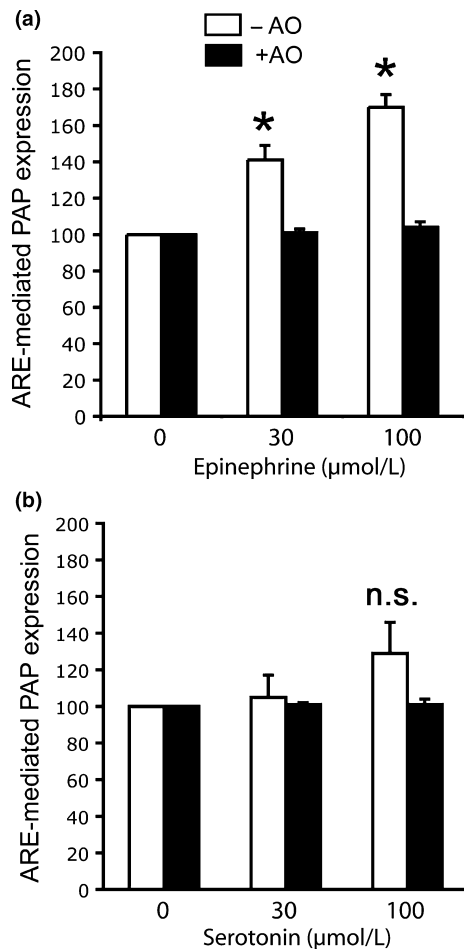 (a)
– AO
+AO
ARE-mediated PAP expression
200
180
160
140
120
100
80
60
40
20
0
*
*
0 30 100
Epinephrine (μmol/L)
(b)
ARE-mediated PAP expression
200
180
160
140
120
100
80
60
40
20
0
n.s.
0 30 100
Serotonin (μmol/L)